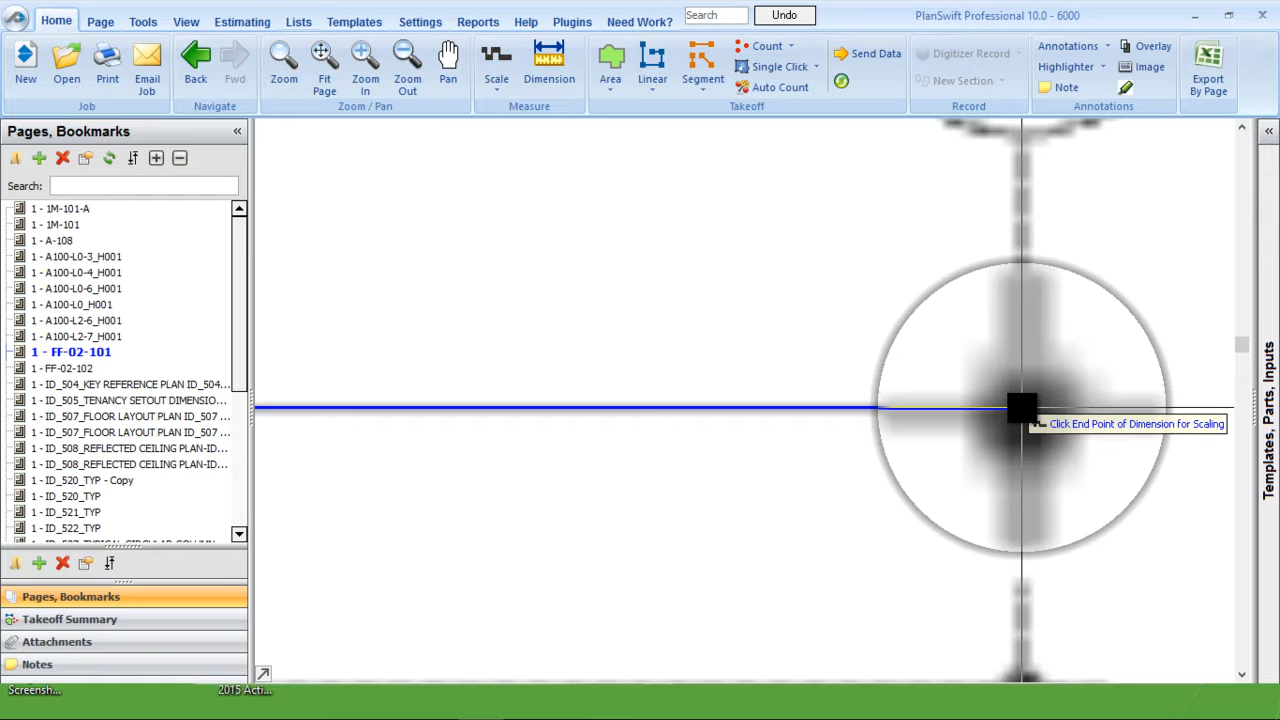 Home Page Tools View Estimating Lists Templates Settings Reports Help Plugins Need Work? Search Undo PlanSwift Professional 10.0 - 6000
New Open Print Email Job
Job
Back Fwd
Navigate
Zoom Fit Page Zoom In Zoom Out Pan
Zoom / Pan
Scale Dimension
Measure
Area Linear Segment Count Single Click Auto Count Send Data
Takeoff
Digitizer Record
New Section
Record
Annotations Overlay
Highlighter Image
Note
Annotations
Export By Page
Pages, Bookmarks
Search:
1 - 1M-101-A
1 - 1M-101
1 - A-108
1 - A100-L0-3_H001
1 - A100-L0-4_H001
1 - A100-L0-6_H001
1 - A100-L0_H001
1 - A100-L2-6_H001
1 - A100-L2-7_H001
1 - FF-02-101
1 - FF-02-102
1 - ID_504_KEY REFERENCE PLAN ID_504...
1 - ID_505_TENANCY SETOUT DIMENSION...
1 - ID_507_FLOOR LAYOUT PLAN ID_507 ...
1 - ID_507_FLOOR LAYOUT PLAN ID_507 ...
1 - ID_508_REFLECTED CEILING PLAN-ID...
1 - ID_508_REFLECTED CEILING PLAN-ID...
1 - ID_520_TYP - Copy
1 - ID_520_TYP
1 - ID_521_TYP
1 - ID_522_TYP
Pages, Bookmarks
Takeoff Summary
Attachments
Notes
Click End Point of Dimension for Scaling
Templates, Parts, Inputs
Screensh...
2015 Acti...